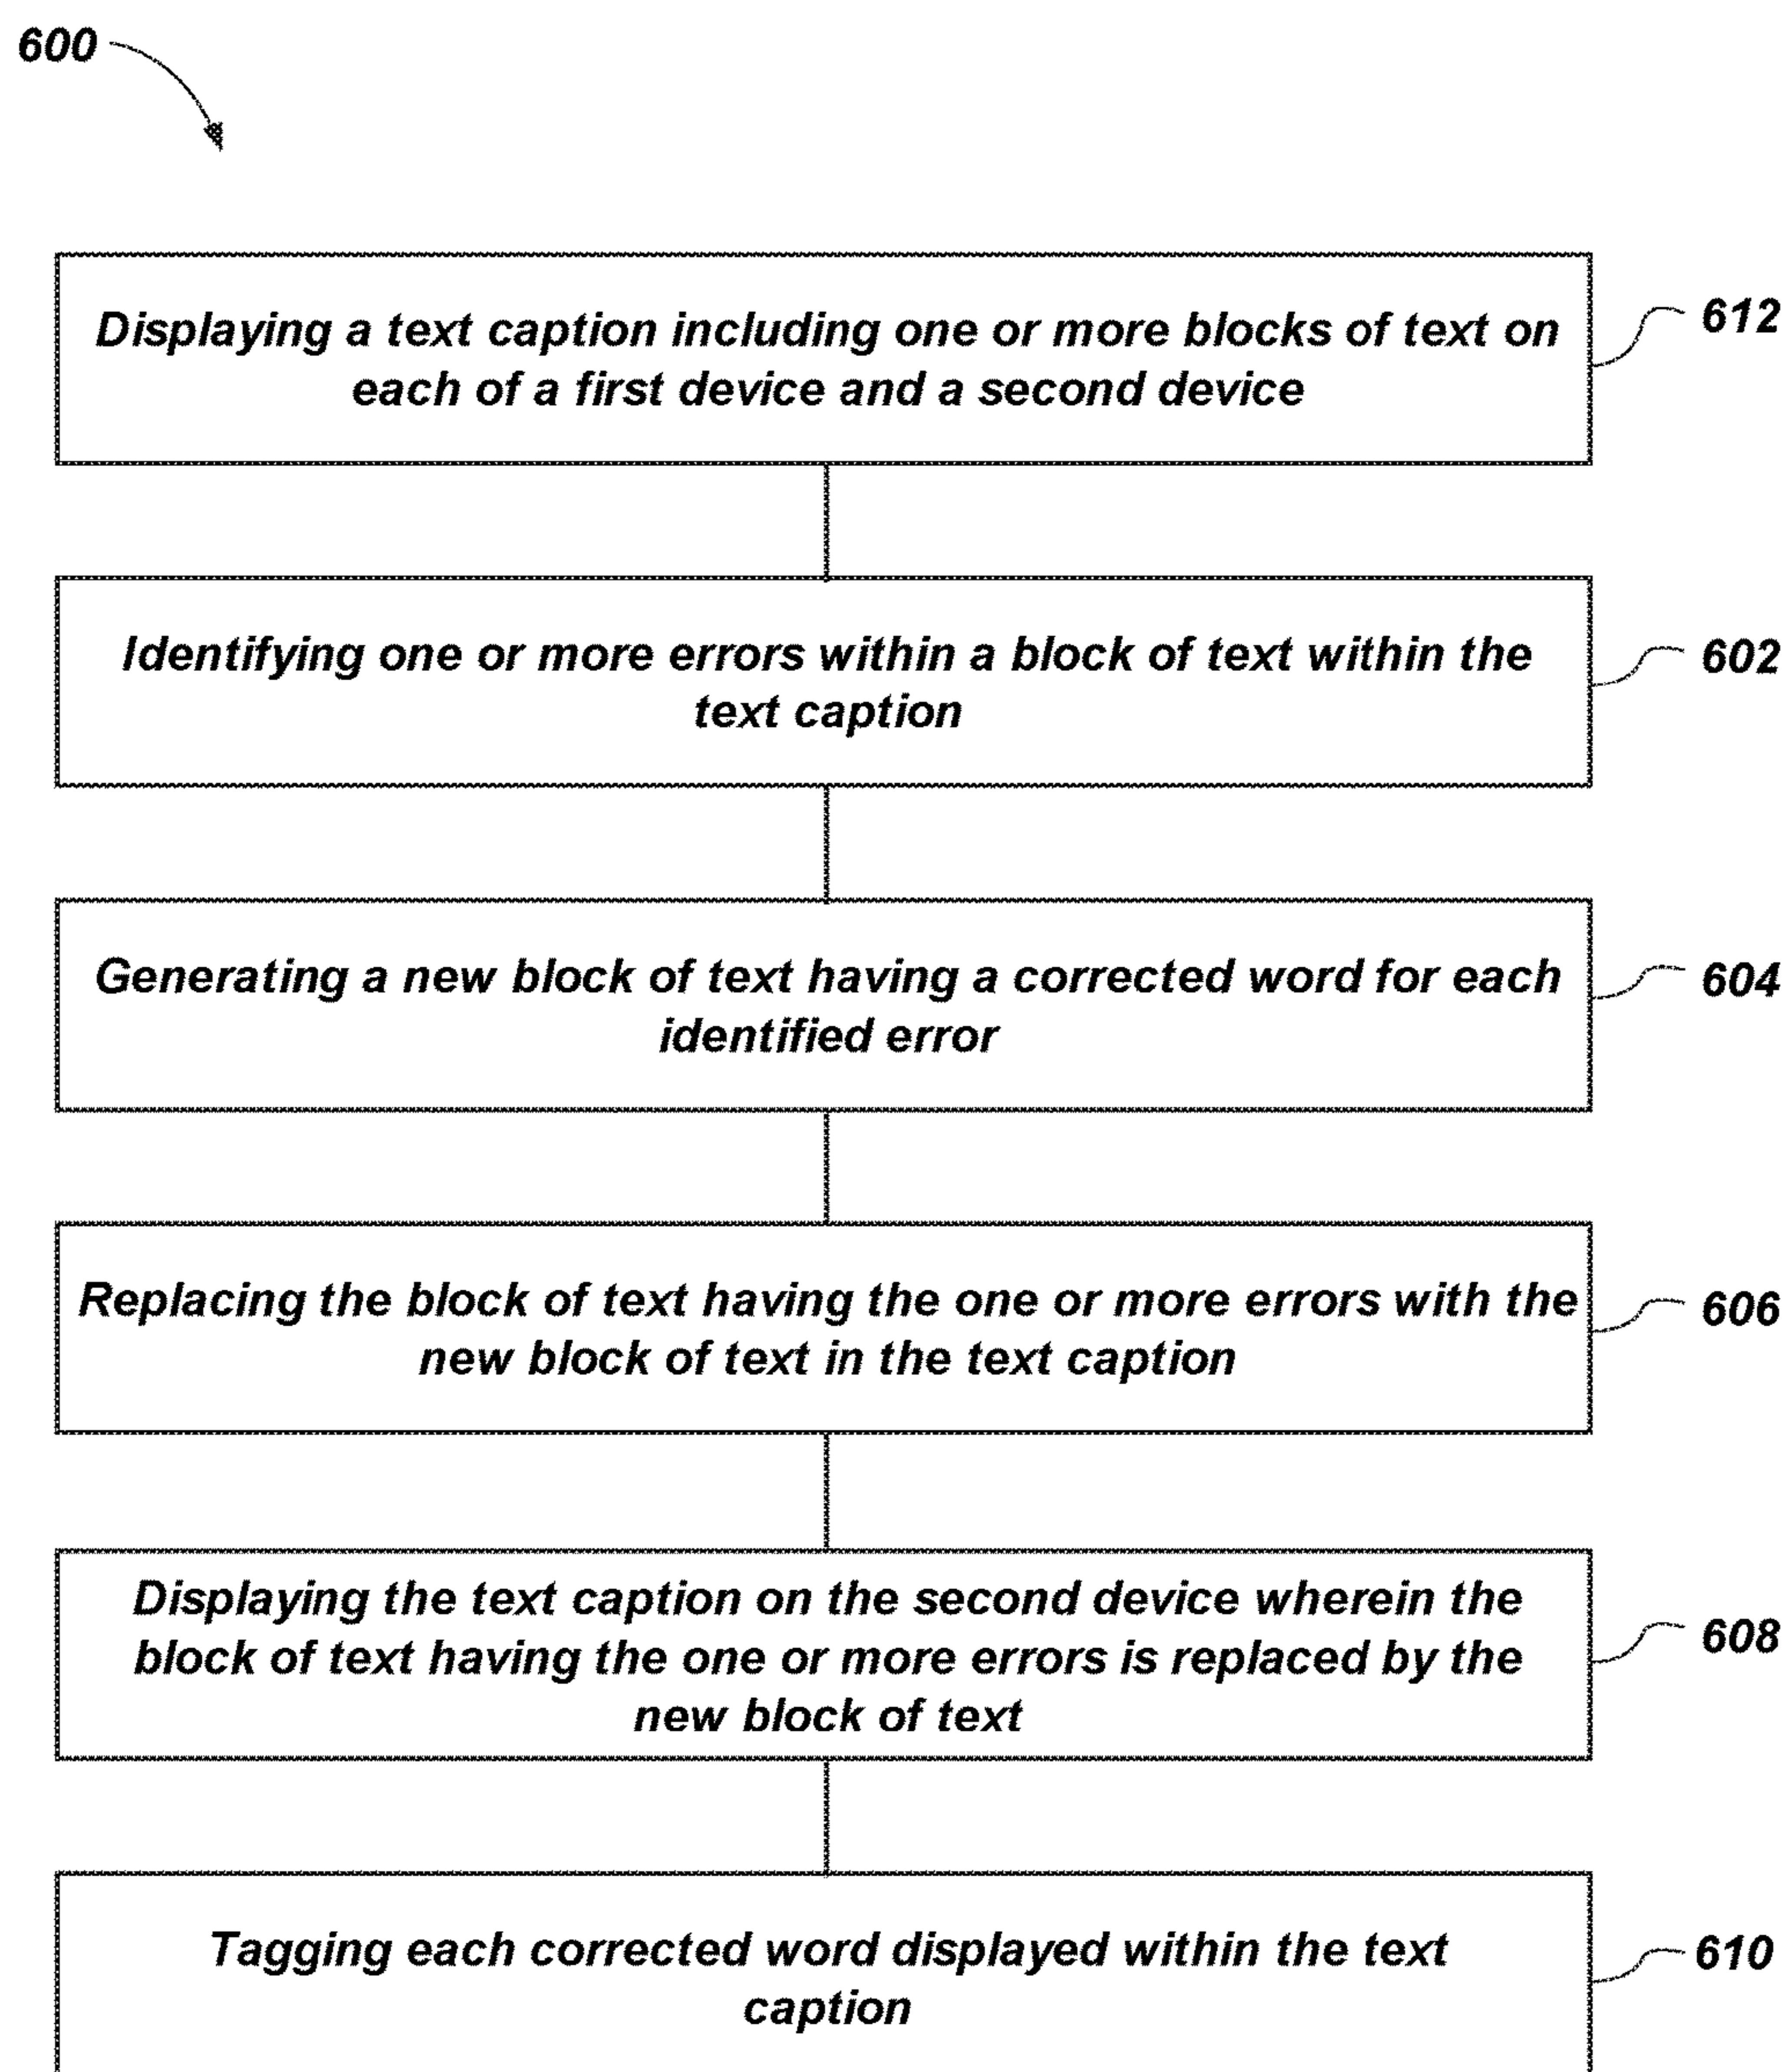 600
Displaying a text caption including one or more blocks of text on
each of a first device and a second device
612
Identifying one or more errors within a block of text within the
text caption
602
Generating a new block of text having a corrected word for each
identified error
604
Replacing the block of text having the one or more errors with the
new block of text in the text caption
606
Displaying the text caption on the second device wherein the
block of text having the one or more errors is replaced by the
new block of text
608
Tagging each corrected word displayed within the text
caption
610